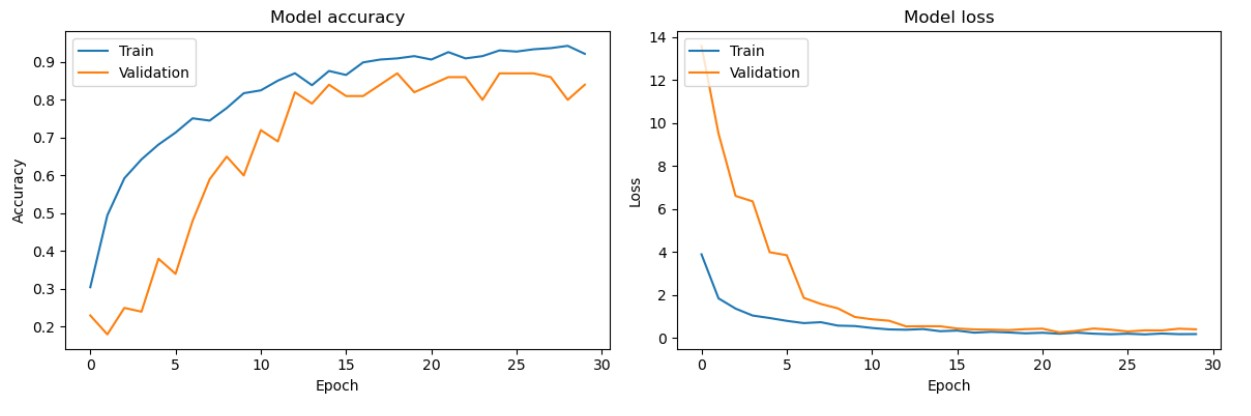 Model accuracy
Train
Validation
0.9
0.8
0.7
0.6
0.5
0.4
0.3
0.2
Accuracy
0 5 10 15 20 25 30
Epoch
Model loss
Train
Validation
14
12
10
8
6
4
2
0
Loss
0 5 10 15 20 25 30
Epoch